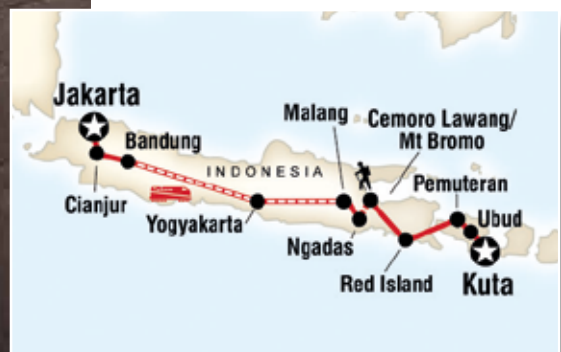 Jakarta
Bandung
Cianjur
INDONESIA
Yogyakarta
Malang
Ngadas
Cemoro Lawang/
Mt Bromo
Red Island
Pemuteran
Ubud
Kuta